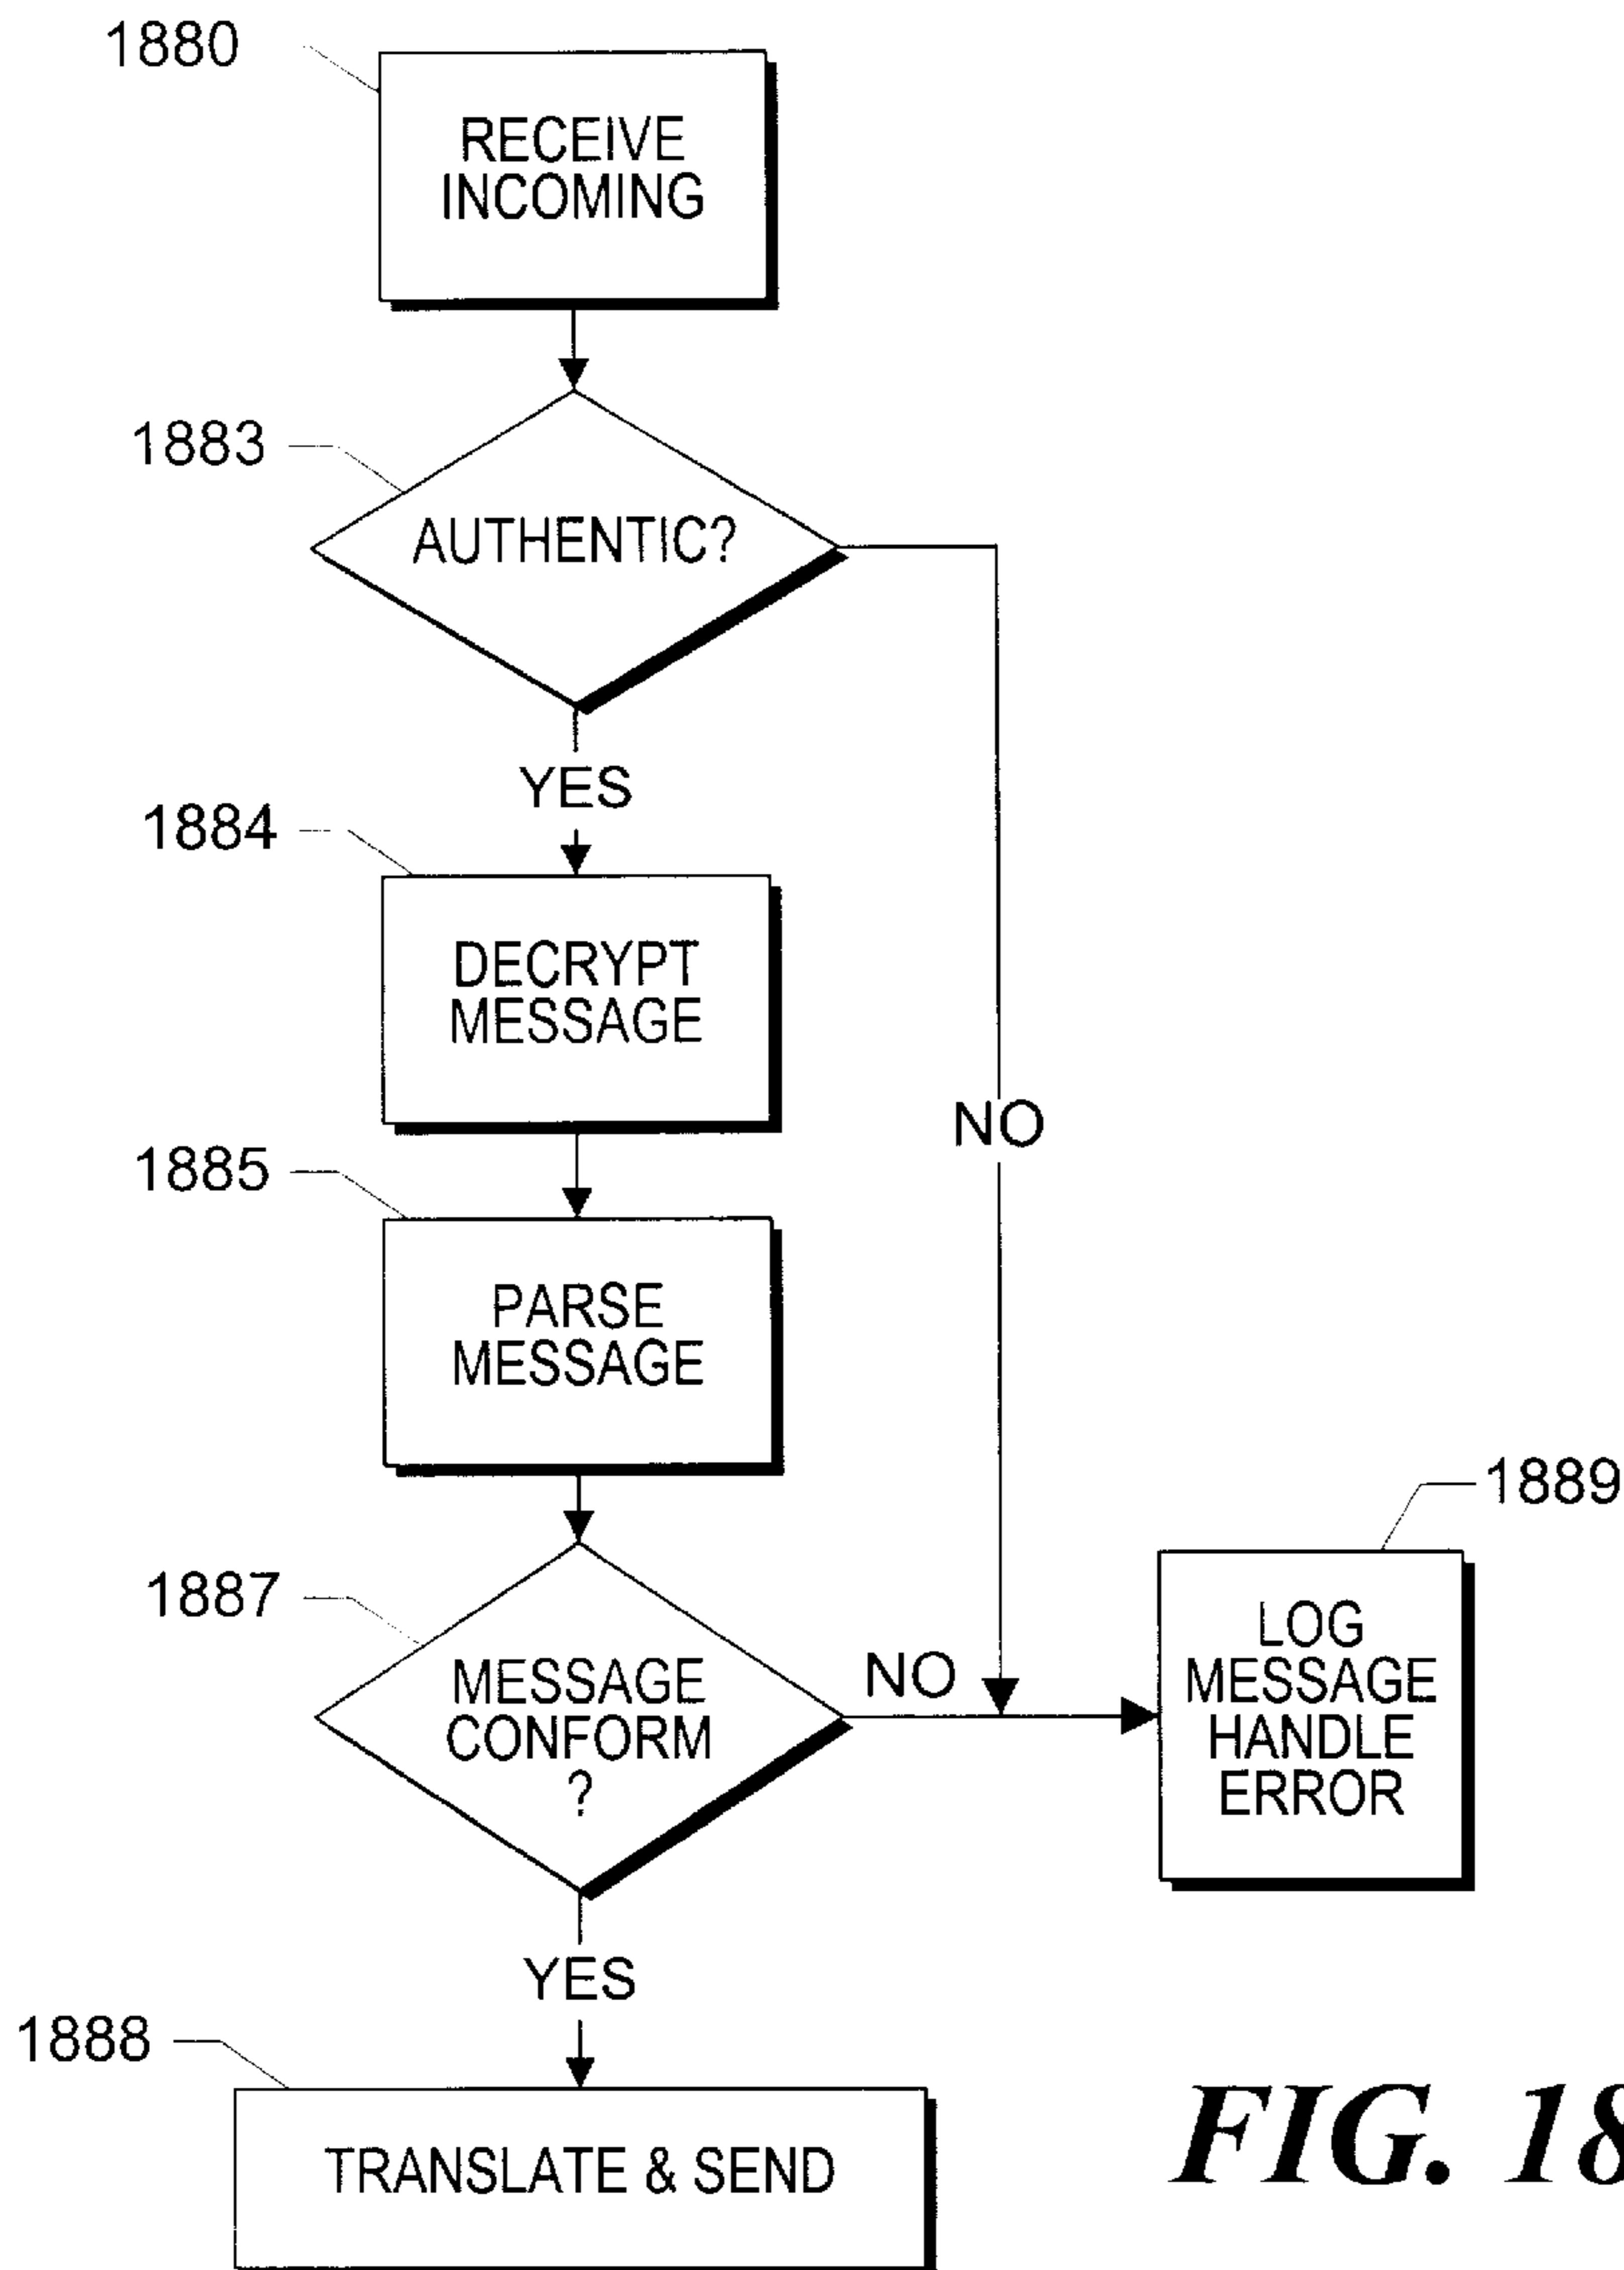 1880
RECEIVE
INCOMING
1883
AUTHENTIC?
YES
1884
DECRYPT
MESSAGE
NO
1885
PARSE
MESSAGE
1889
1887
MESSAGE
CONFORM
?
NO
LOG
MESSAGE
HANDLE
ERROR
YES
1888
TRANSLATE & SEND
FIG. 18